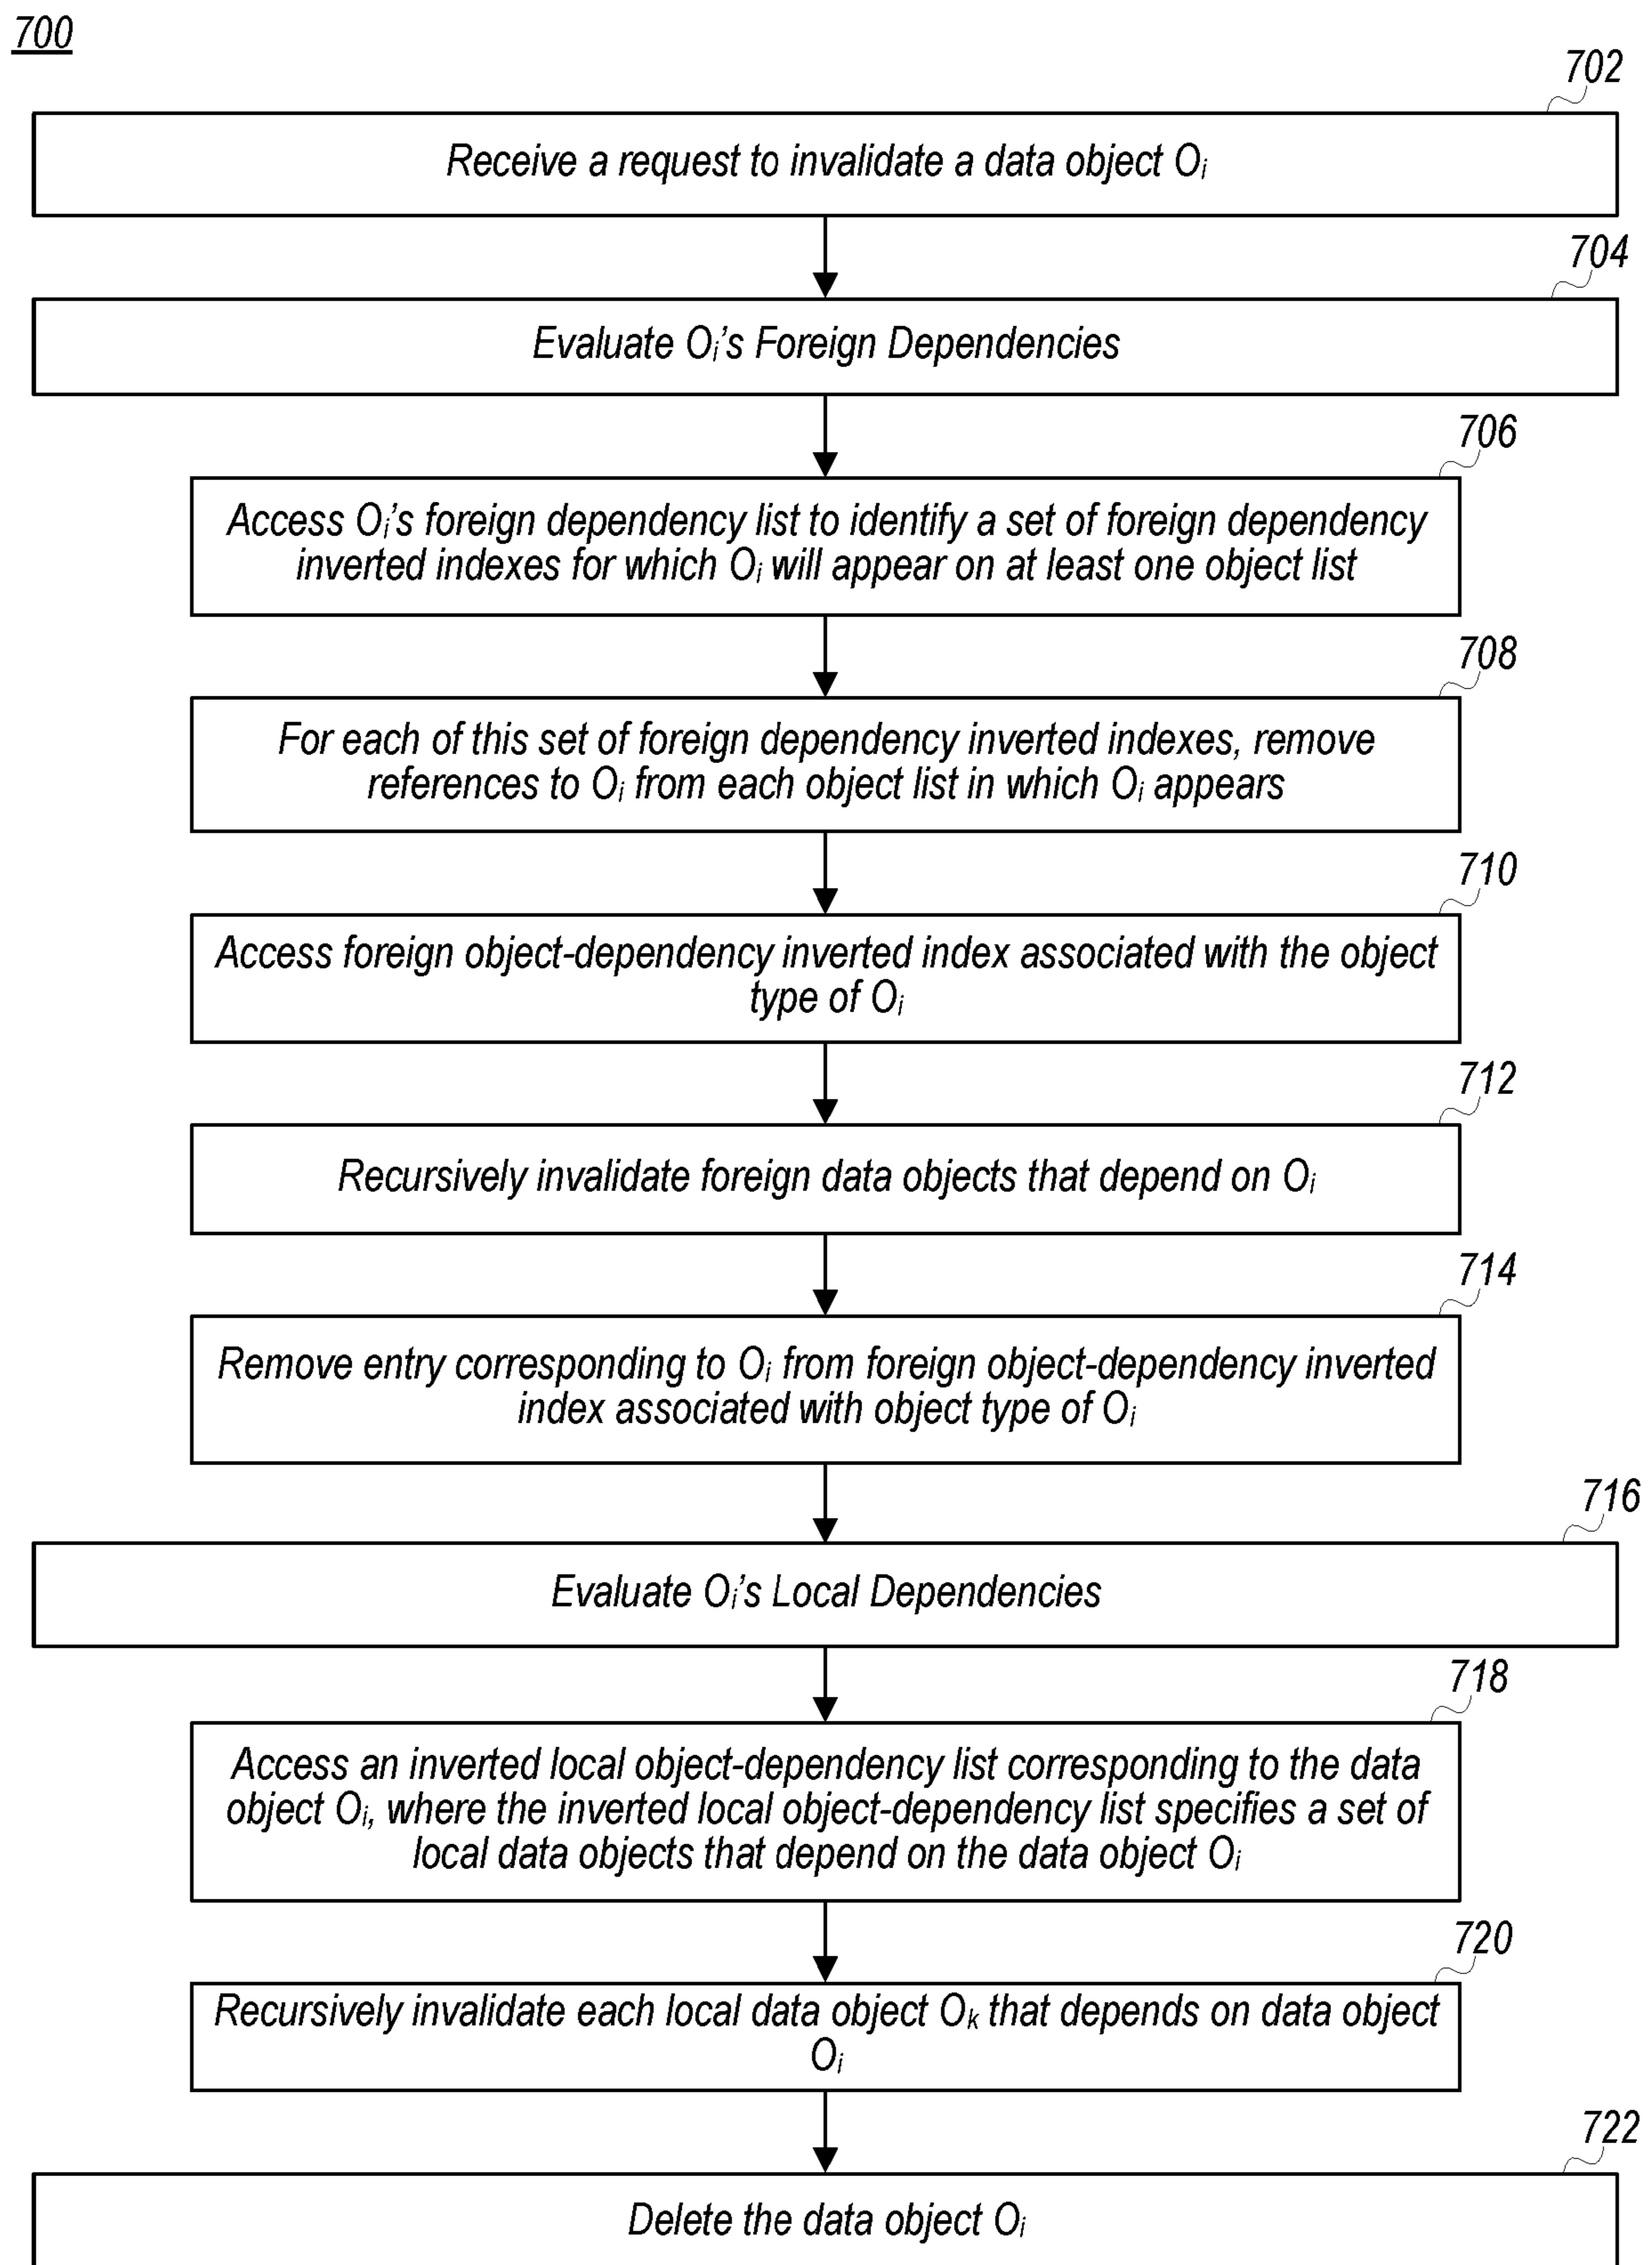 700
702
Receive a request to invalidate a data object Oi
704
Evaluate Oi's Foreign Dependencies
706
Access Oi's foreign dependency list to identify a set of foreign dependency
inverted indexes for which Oi will appear on at least one object list
708
For each of this set of foreign dependency inverted indexes, remove
references to Oi from each object list in which Oi appears
710
Access foreign object-dependency inverted index associated with the object
type of Oi
712
Recursively invalidate foreign data objects that depend on Oi
714
Remove entry corresponding to Oi from foreign object-dependency inverted
index associated with object type of Oi
716
Evaluate Oi's Local Dependencies
718
Access an inverted local object-dependency list corresponding to the data
object Oi, where the inverted local object-dependency list specifies a set of
local data objects that depend on the data object Oi
720
Recursively invalidate each local data object Ok that depends on data object
Oi
722
Delete the data object Oi